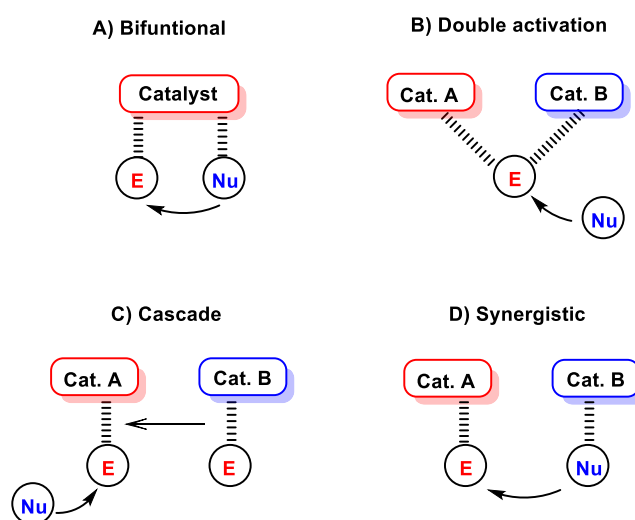 A) Bifuntional
Catalyst
E
Nu
B) Double activation
Cat. A
Cat. B
E
Nu
C) Cascade
Cat. A
Cat. B
E
E
Nu
D) Synergistic
Cat. A
Cat. B
E
Nu